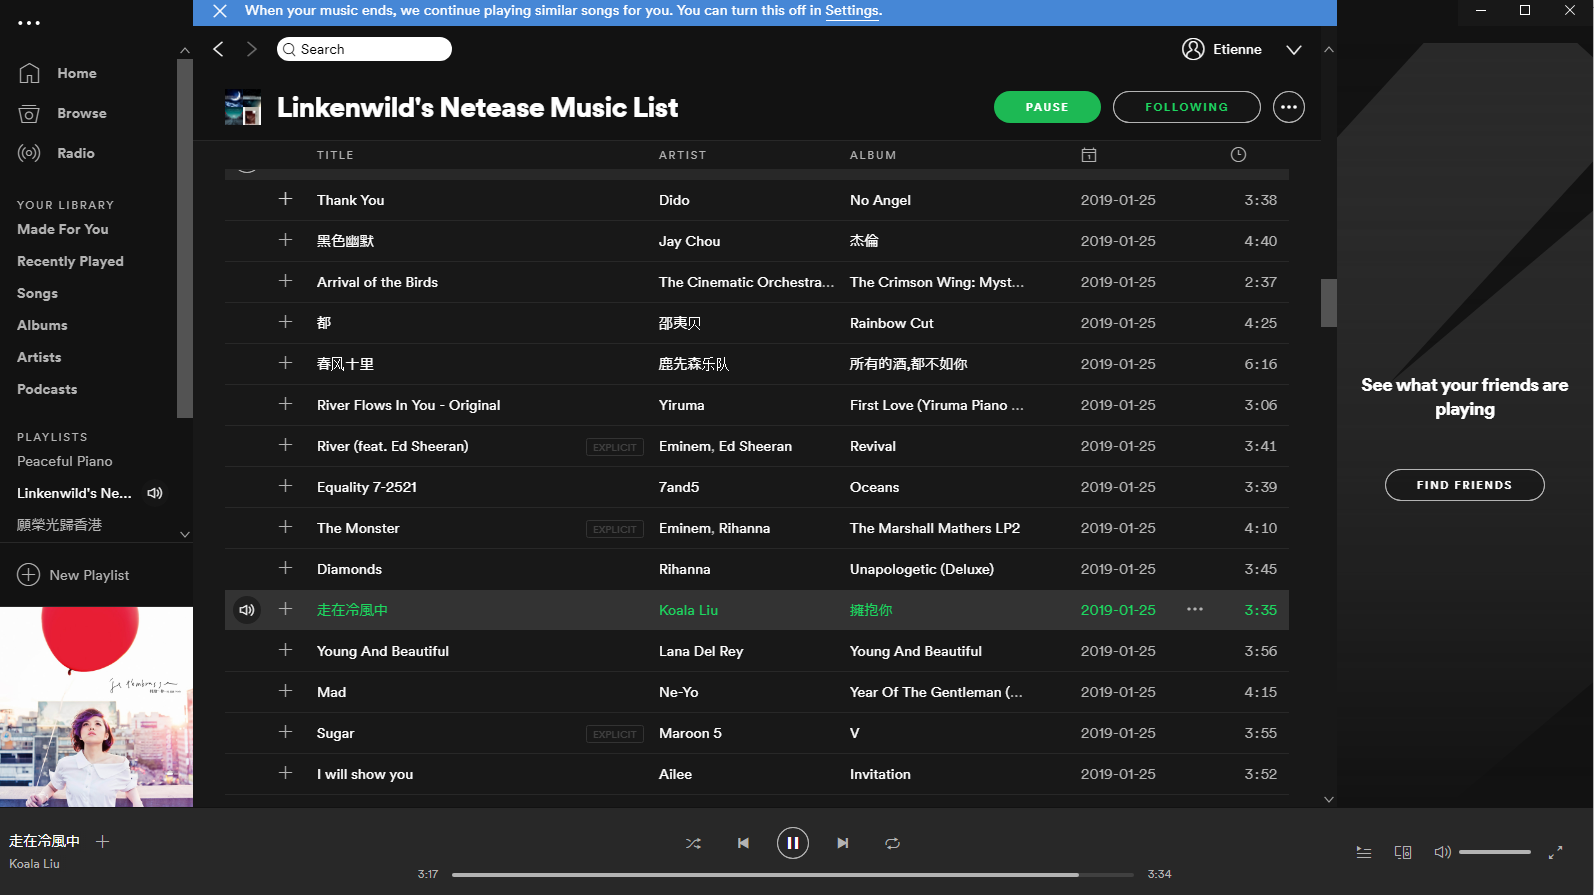 When your music ends, we continue playing similar songs for you. You can turn this off in Settings.
Search
Etienne
Home
Browse
Radio
YOUR LIBRARY
Made For You
Recently Played
Songs
Albums
Artists
Podcasts
PLAYLISTS
Peaceful Piano
Linkenwild's Ne...
願榮光歸香港
New Playlist
Linkenwild's Netease Music List
PAUSE
FOLLOWING
TITLE ARTIST ALBUM
Thank You Dido No Angel 2019-01-25 3:38
黑色幽默 Jay Chou 杰倫 2019-01-25 4:40
Arrival of the Birds The Cinematic Orchestra... The Crimson Wing: Myst... 2019-01-25 2:37
都 邵夷贝 Rainbow Cut 2019-01-25 4:25
春风十里 鹿先森乐队 所有的酒,都不如你 2019-01-25 6:16
River Flows In You - Original Yiruma First Love (Yiruma Piano ... 2019-01-25 3:06
River (feat. Ed Sheeran) EXPLICIT Eminem, Ed Sheeran Revival 2019-01-25 3:41
Equality 7-2521 7and5 Oceans 2019-01-25 3:39
The Monster EXPLICIT Eminem, Rihanna The Marshall Mathers LP2 2019-01-25 4:10
Diamonds Rihanna Unapologetic (Deluxe) 2019-01-25 3:45
走在冷風中 Koala Liu 擁抱你 2019-01-25 3:35
Young And Beautiful Lana Del Rey Young And Beautiful 2019-01-25 3:56
Mad Ne-Yo Year Of The Gentleman (... 2019-01-25 4:15
Sugar EXPLICIT Maroon 5 V 2019-01-25 3:55
I will show you Ailee Invitation 2019-01-25 3:52
See what your friends are
playing
FIND FRIENDS
走在冷風中
Koala Liu
3:17
3:34